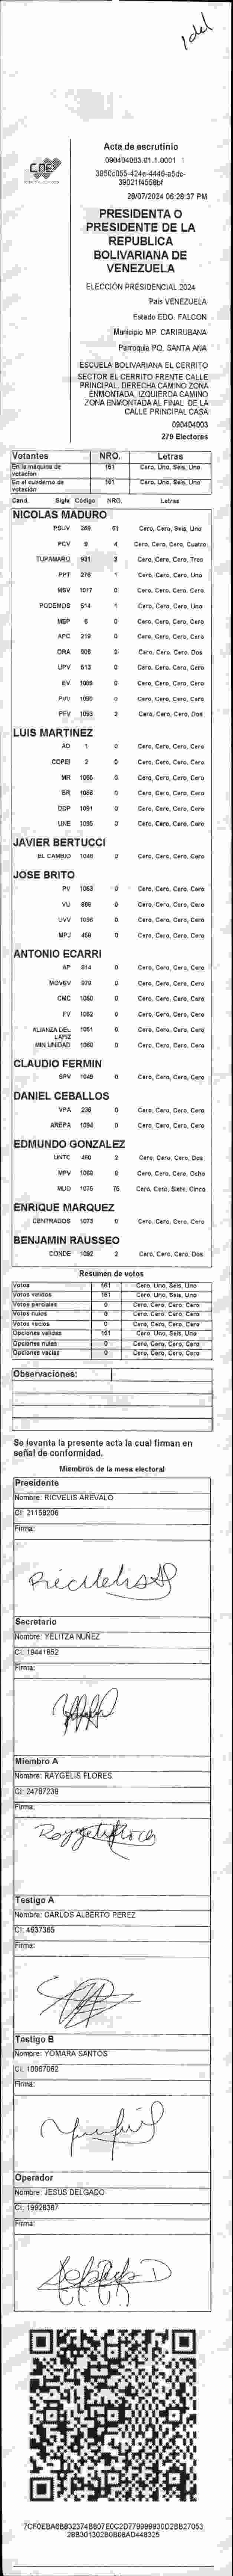 1 del
CNE
Acta de escrutinio
090404003.01.1.0001 1
28/07/2024 06:28:37 PM
PRESIDENTA O
PRESIDENTE DE LA
REPUBLICA
BOLIVARIANA DE
VENEZUELA
ELECCIÓN PRESIDENCIAL 2024
País VENEZUELA
Estado EDO. FALCON
Municipio MP. CARIRUBANA
Parroquia PQ. SANTA ANA
ESCUELA BOLIVARIANA EL CERRITO
SECTOR EL CERRITO FRENTE CALLE
PRINCIPAL. DERECHA CAMINO ZONA
ENMONTADA. IZQUIERDA CAMINO
ZONA ENMONTADA AL FINAL DE LA
CALLE PRINCIPAL CASA
090404003
279 Electores
Votantes NRO. Letras
En la máquina de votación 161 Cero, Uno, Seis, Uno
En el cuaderno de votación 161 Cero, Uno, Seis, Uno
Cand. Sigla Código NRO. Letras
NICOLAS MADURO
PSUV 269 61 Cero, Cero, Seis, Uno
PCV 9 4 Cero, Cero, Cero, Cuatro
TUPAMARO 931 3 Cero, Cero, Cero, Tres
PPT 276 1 Cero, Cero, Cero, Uno
MSV 1017 0 Cero, Cero, Cero, Cero
PODEMOS 514 1 Cero, Cero, Cero, Uno
MEP 6 0 Cero, Cero, Cero, Cero
APC 219 0 Cero, Cero, Cero, Cero
ORA 906 2 Cero, Cero, Cero, Dos
UPV 613 0 Cero, Cero, Cero, Cero
EV 1089 0 Cero, Cero, Cero, Cero
PVV 1090 0 Cero, Cero, Cero, Cero
PFV 1093 2 Cero, Cero, Cero, Dos
LUIS MARTINEZ
AD 1 0 Cero, Cero, Cero, Cero
COPEI 2 0 Cero, Cero, Cero, Cero
MR 0 Cero, Cero, Cero, Cero
BR 1066 0 Cero, Cero, Cero, Cero
DDP 1091 0 Cero, Cero, Cero, Cero
UNE 1095 0 Cero, Cero, Cero, Cero
JAVIER BERTUCCI
EL CAMBIO 1048 0 Cero, Cero, Cero, Cero
JOSE BRITO
PV 1053 0 Cero, Cero, Cero, Cero
VU 0 Cero, Cero, Cero, Cero
UVV 1096 0 Cero, Cero, Cero, Cero
MPJ 458 0 Cero, Cero, Cero, Cero
ANTONIO ECARRI
AP 814 0 Cero, Cero, Cero, Cero
MOVEV 978 0 Cero, Cero, Cero, Cero
CMC 1050 0 Cero, Cero, Cero, Cero
FV 1082 0 Cero, Cero, Cero, Cero
ALIANZA DEL LAPIZ 1051 0 Cero, Cero, Cero, Cero
MIN UNIDAD 1068 0 Cero, Cero, Cero, Cero
CLAUDIO FERMIN
SPV 1049 0 Cero, Cero, Cero, Cero
DANIEL CEBALLOS
VPA 236 0 Cero, Cero, Cero, Cero
AREPA 1094 0 Cero, Cero, Cero, Cero
EDMUNDO GONZALEZ
UNTC 480 2 Cero, Cero, Cero, Dos
MPV 1069 8 Cero, Cero, Cero, Ocho
MUD 1075 75 Cero, Cero, Siete, Cinco
ENRIQUE MARQUEZ
CENTRADOS 1073 0 Cero, Cero, Cero, Cero
BENJAMIN RAUSSEO
CONDE 1092 2 Cero, Cero, Cero, Dos
Resumen de votos
Votos 161 Cero, Uno, Seis, Uno
Votos validos 161 Cero, Uno, Seis, Uno
Votos parciales 0 Cero, Cero, Cero, Cero
Votos nulos 0 Cero, Cero, Cero, Cero
Votos vacios 0 Cero, Cero, Cero, Cero
Opciones validas 161 Cero, Uno, Seis, Uno
Opciones nulas 0 Cero, Cero, Cero, Cero
Opciones vacias 0 Cero, Cero, Cero, Cero
Observaciones:
Se levanta la presente acta la cual firman en
señal de conformidad.
Miembros de la mesa electoral
Presidente
Nombre: RICVELIS AREVALO
CI: 21158206
Firma:
Secretario
Nombre: YELITZA NUÑEZ
CI: 18441852
Firma:
Miembro A
Nombre: RAYGELIS FLORES
CI: 24787239
Firma:
Testigo A
Nombre: CARLOS ALBERTO PEREZ
CI: 4637365
Firma:
Testigo B
Nombre: YOMARA SANTOS
CI: 10967062
Firma:
Operador
Nombre: JESUS DELGADO
CI: 19928367
Firma: